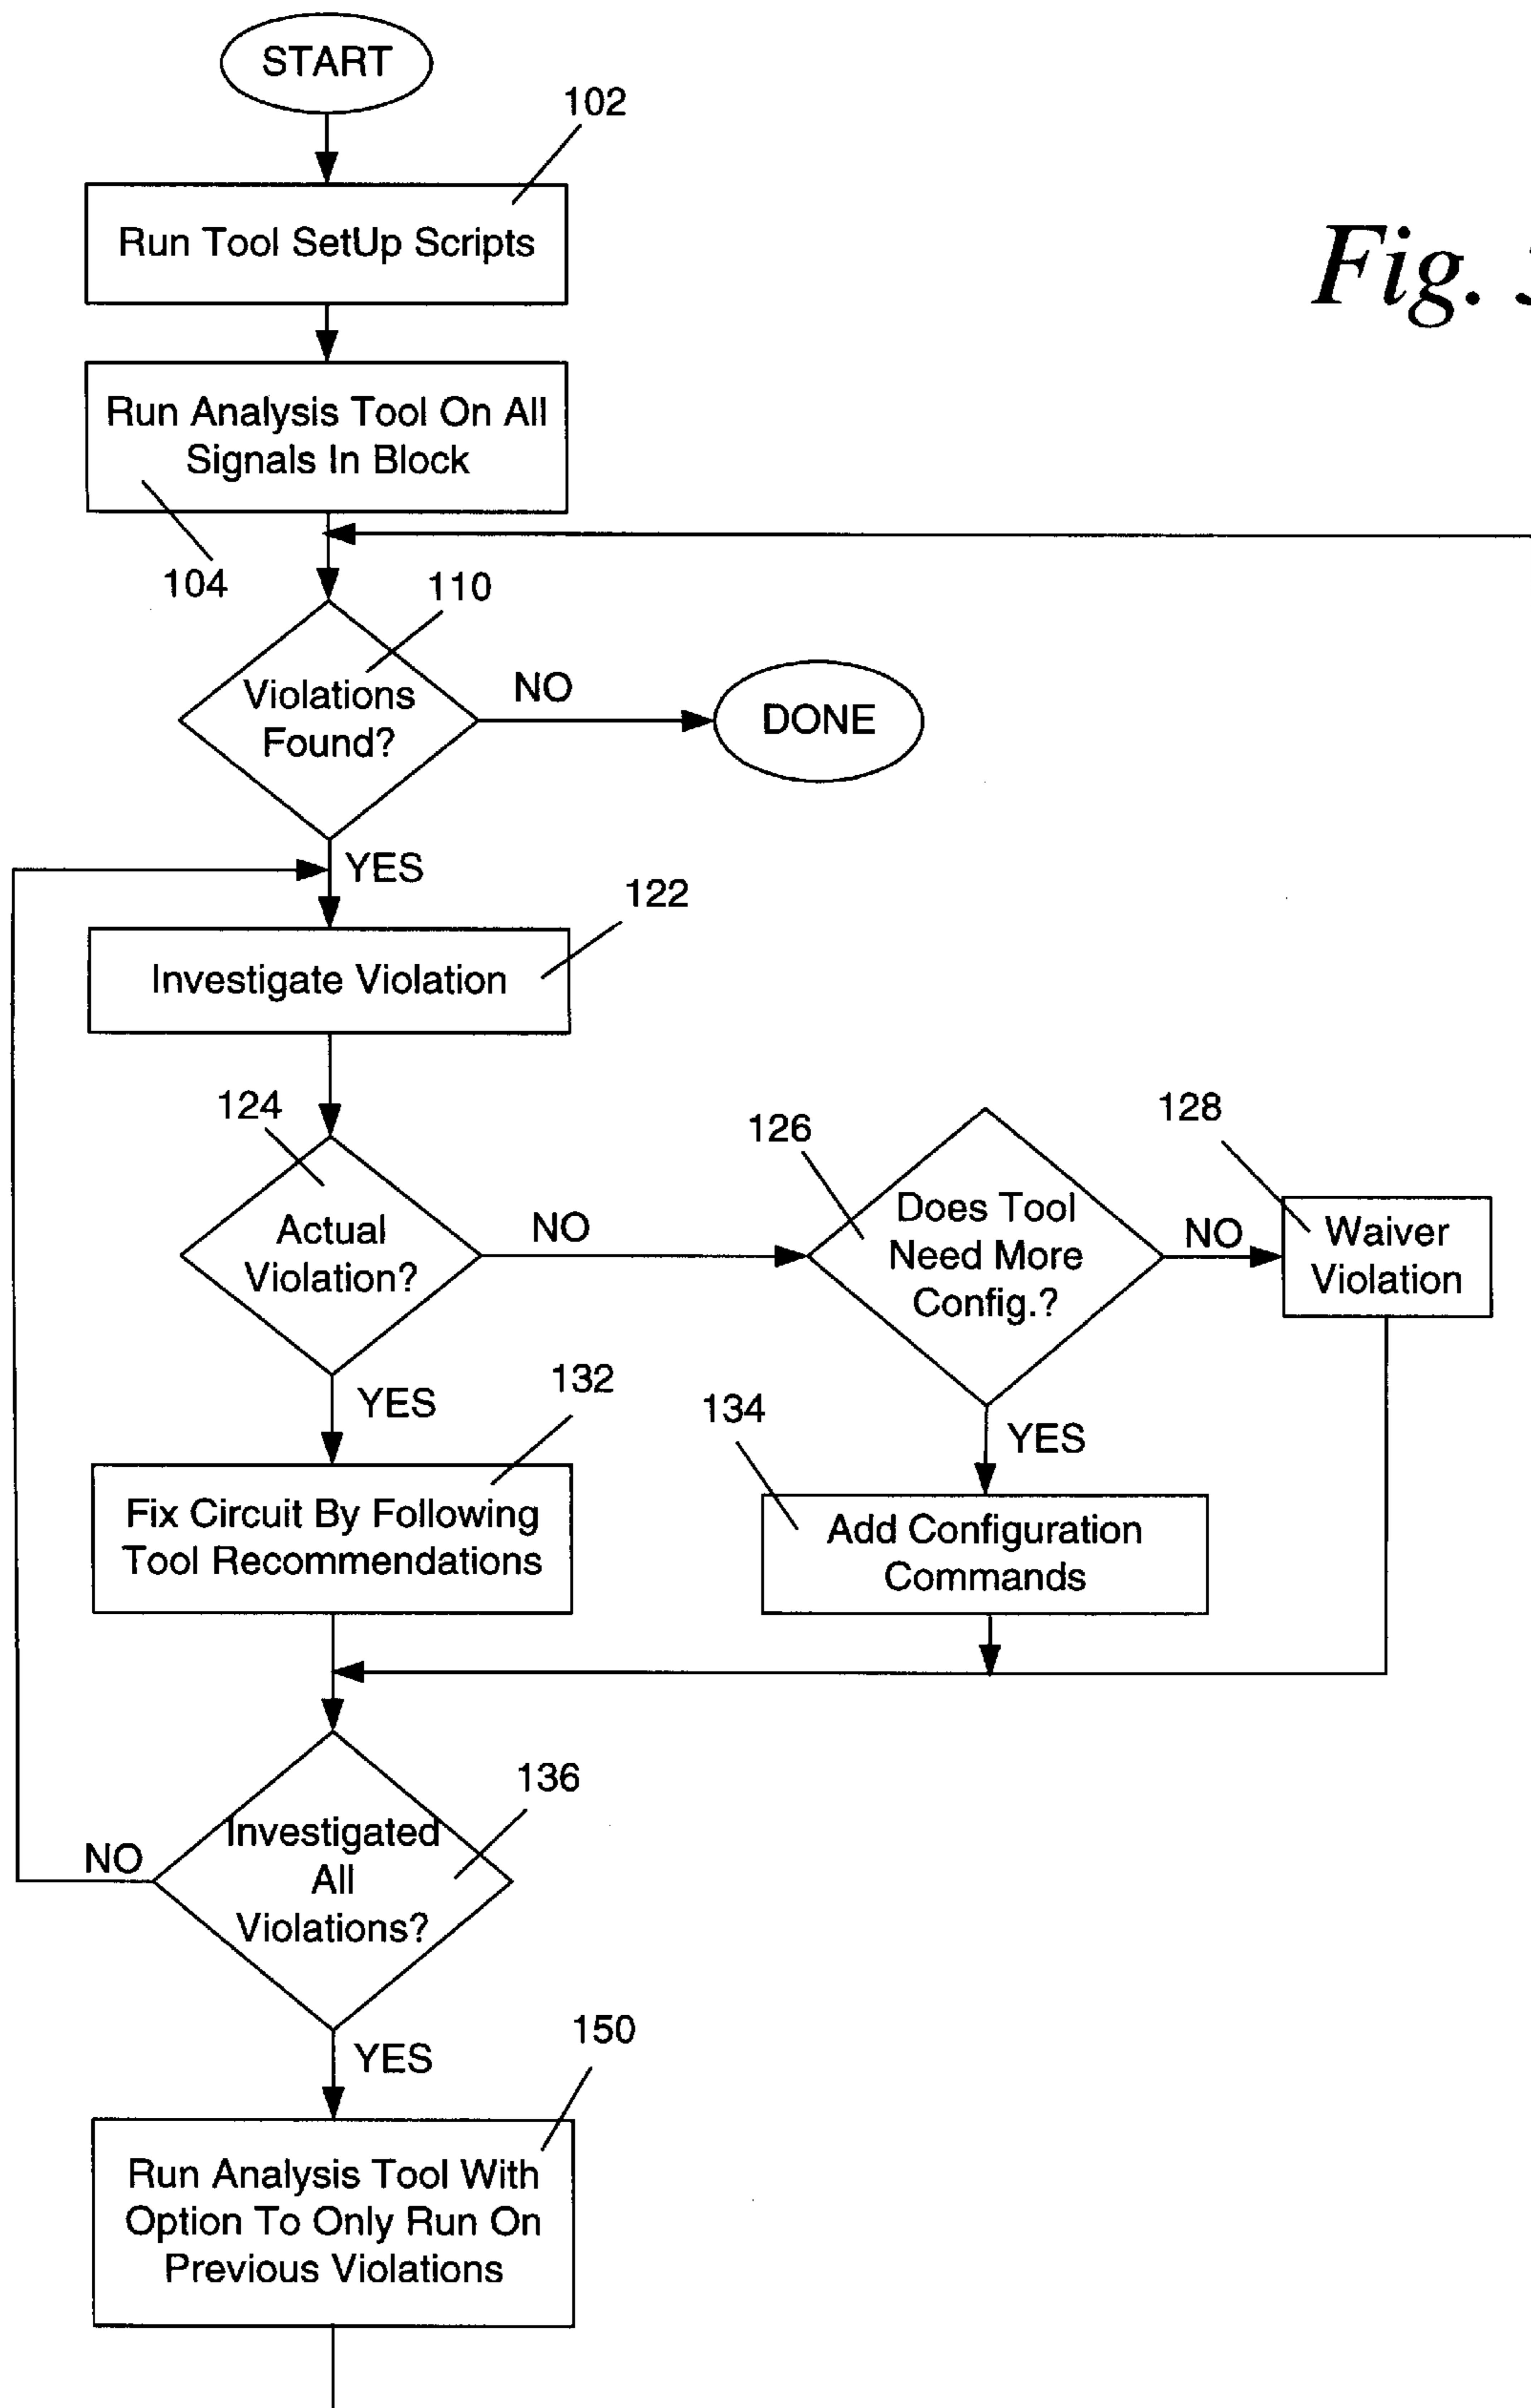 START
102
Run Tool SetUp Scripts
Fig.
Run Analysis Tool On All
Signals In Block
104
110
Violations
Found?
NO
DONE
YES
122
Investigate Violation
124
126
128
Actual
Violation?
NO
Does Tool
Need More
Config.?
NO
Waiver
Violation
YES
132
134
YES
Fix Circuit By Following
Tool Recommendations
Add Configuration
Commands
136
Investigated
All
Violations?
NO
YES
150
Run Analysis Tool With
Option To Only Run On
Previous Violations